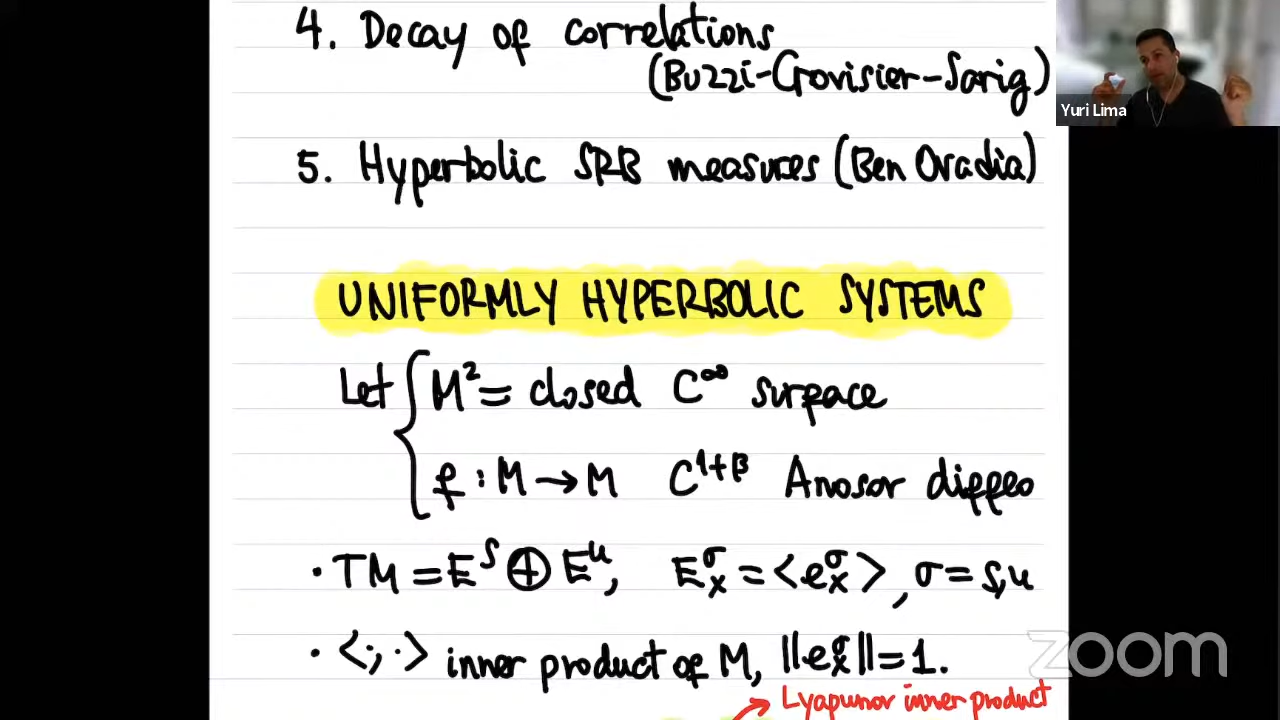 4. Decay of correlations
(Buzzi-Crovisier-Sarig)
Yuri Lima
5. Hyperbolic SRB measures (Ben Ovadia)
UNIFORMLY HYPERBOLIC SYSTEMS
Let { M² = closed C^∞ surface
f : M → M C^{1+β} Anosov diffeo
· TM = E^s ⊕ E^u, E^σ_x = <e^σ_x>, σ = s,u
· <·,·> inner product of M, ||e^σ_x|| = 1.
Lyapunov inner product
zoom